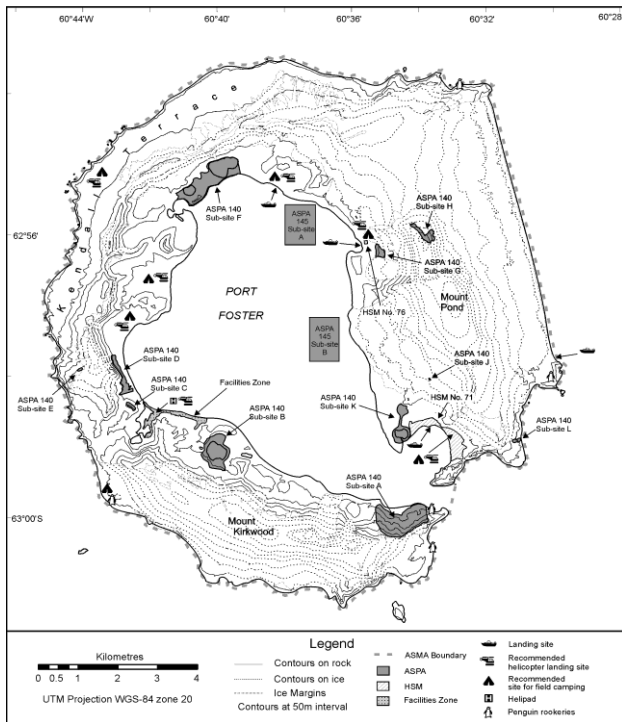 60°44'W
60°40'
60°36'
60°32'
60°28'
Kendall Terrace
ASPA 140
Sub-site F
ASPA
145
Sub-site
A
ASPA 140
Sub-site H
62°56'
ASPA 140
Sub-site G
HSM No. 76
Mount
Pond
PORT
FOSTER
ASPA
145
Sub-site
B
ASPA 140
Sub-site D
ASPA 140
Sub-site C
ASPA 140
Sub-site E
Facilities Zone
ASPA 140
Sub-site B
ASPA 140
Sub-site J
HSM No. 71
ASPA 140
Sub-site K
ASPA 140
Sub-site L
ASPA 140
Sub-site A
63°00'S
Mount
Kirkwood
Kilometres
0 0.5 1 2 3 4
UTM Projection WGS-84 zone 20
Legend
Contours on rock
Contours on ice
Ice Margins
Contours at 50m interval
ASMA Boundary
ASPA
HSM
Facilities Zone
Landing site
Recommended
helicopter landing site
Recommended
site for field camping
H Helipad
Penguin rookeries